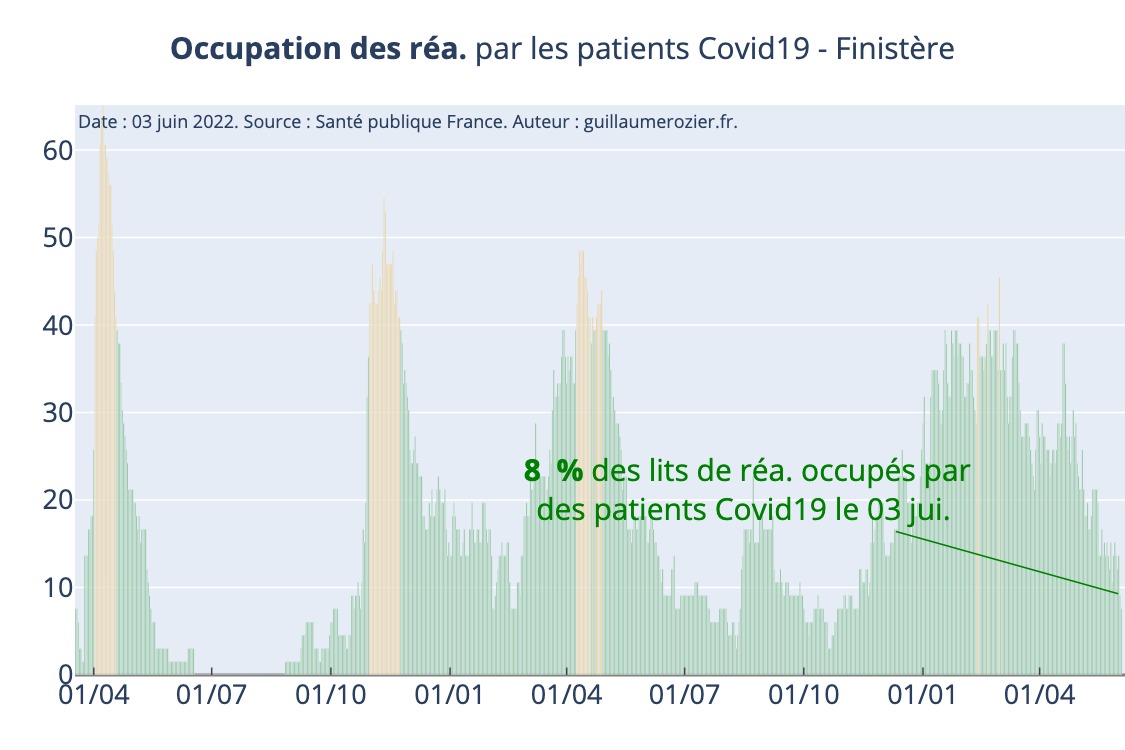 Occupation des réa. par les patients Covid19 - Finistère
Date : 03 juin 2022. Source : Santé publique France. Auteur : guillaumerozier.fr.
60
50
40
30
20
10
0
8 % des lits de réa. occupés par
des patients Covid19 le 03 jui.
01/04 01/07 01/10 01/01 01/04 01/07 01/10 01/01 01/04